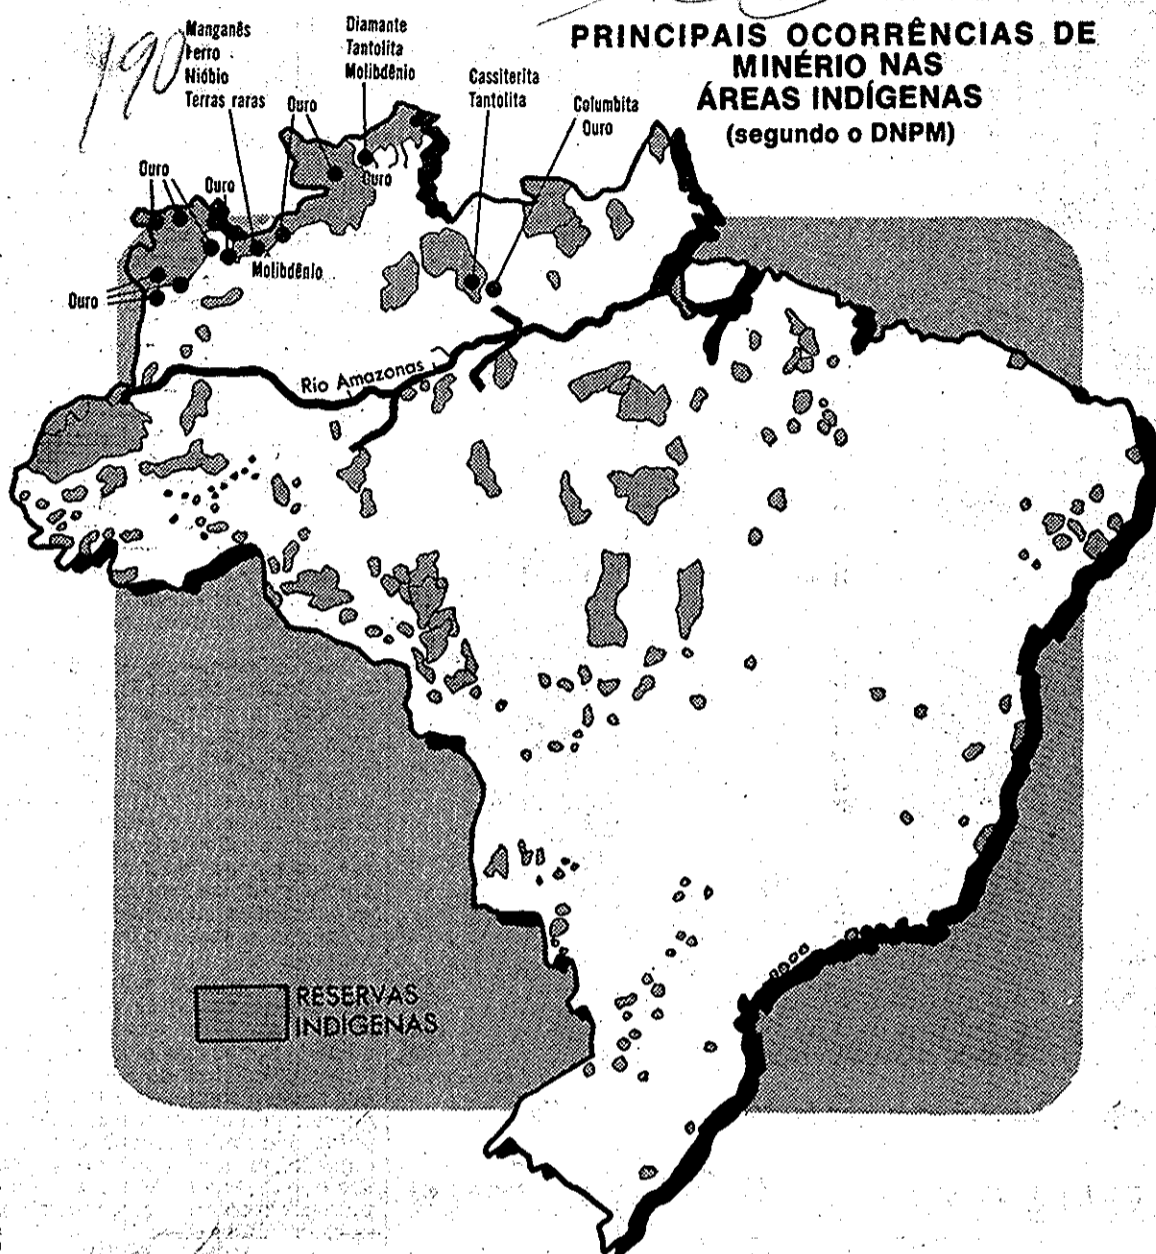 PRINCIPAIS OCORRÊNCIAS DE
MINÉRIO NAS
ÁREAS INDÍGENAS
(segundo o DNPM)
190
Manganês
Ferro
Nióbio
Terras raras
Diamante
Tantolita
Molibdênio
Cassiterita
Tantolita
Columbita
Ouro
Ouro
Ouro
Ouro
Ouro
Molibdênio
Ouro
Rio Amazonas
RESERVAS
INDÍGENAS